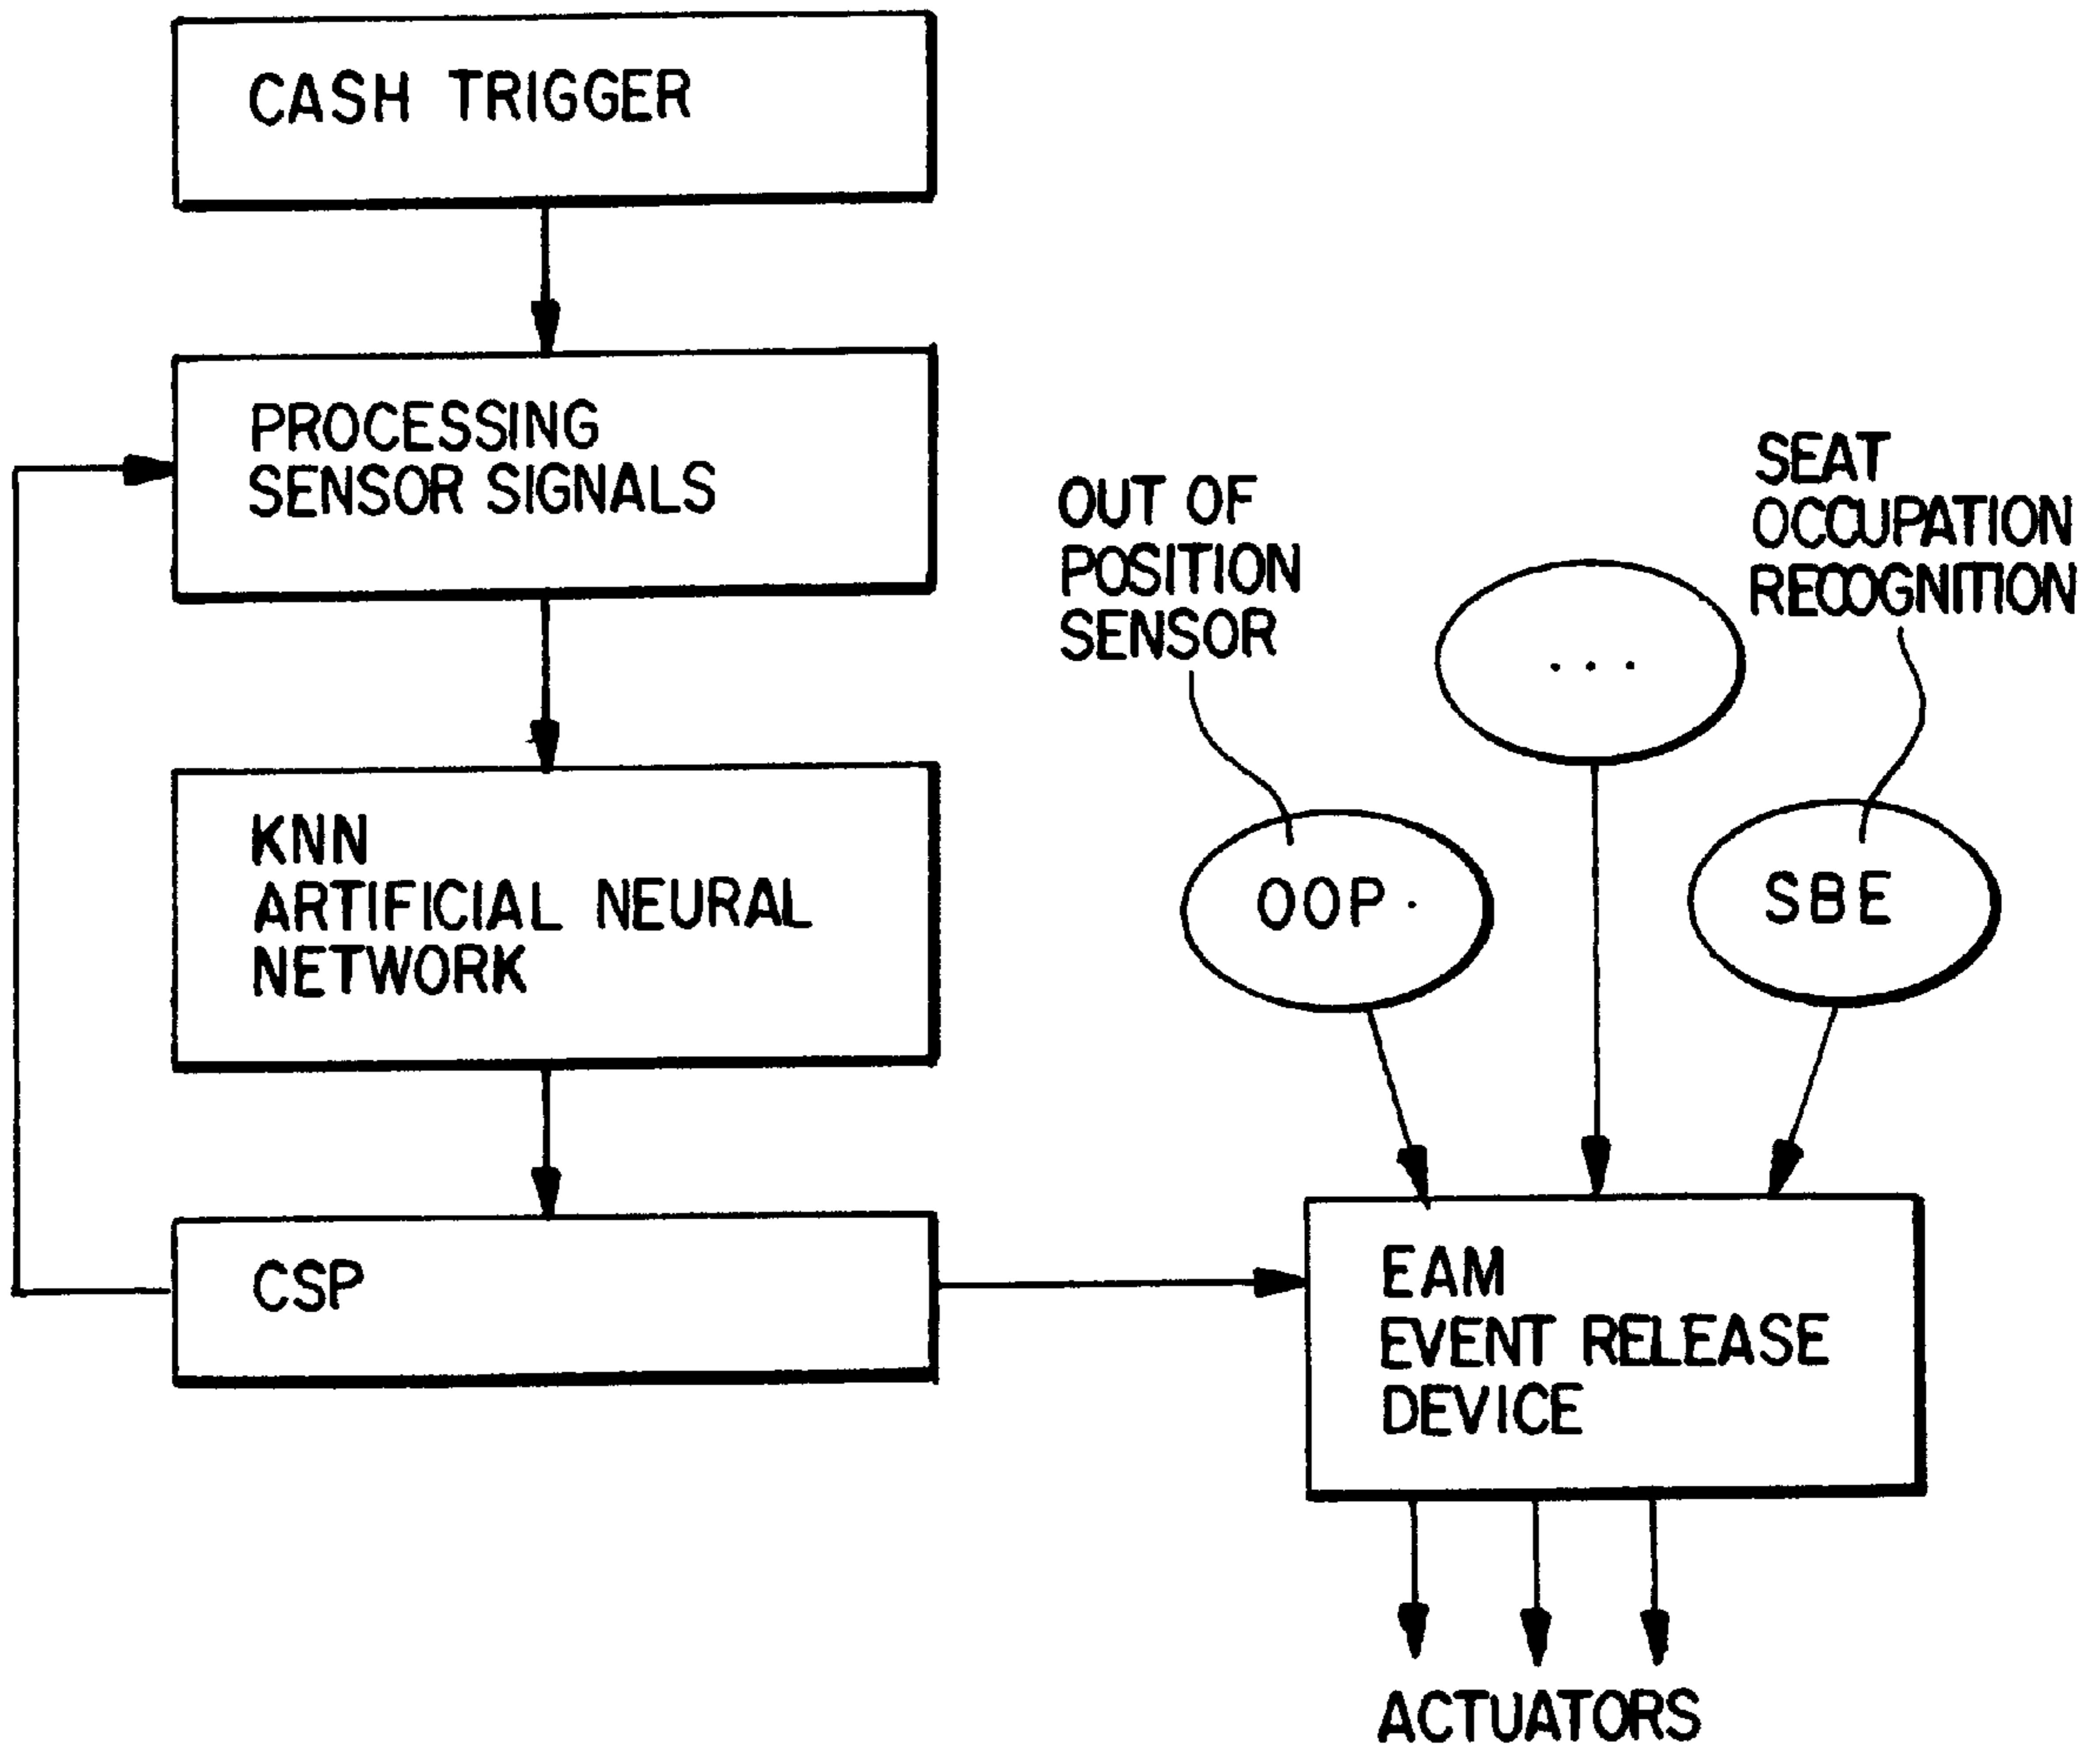 CASH TRIGGER
PROCESSING
SENSOR SIGNALS
KNN
ARTIFICIAL NEURAL
NETWORK
CSP
OUT OF
POSITION
SENSOR
SEAT
OCCUPATION
RECOGNITION
. . .
OOP
SBE
EAM
EVENT RELEASE
DEVICE
ACTUATORS